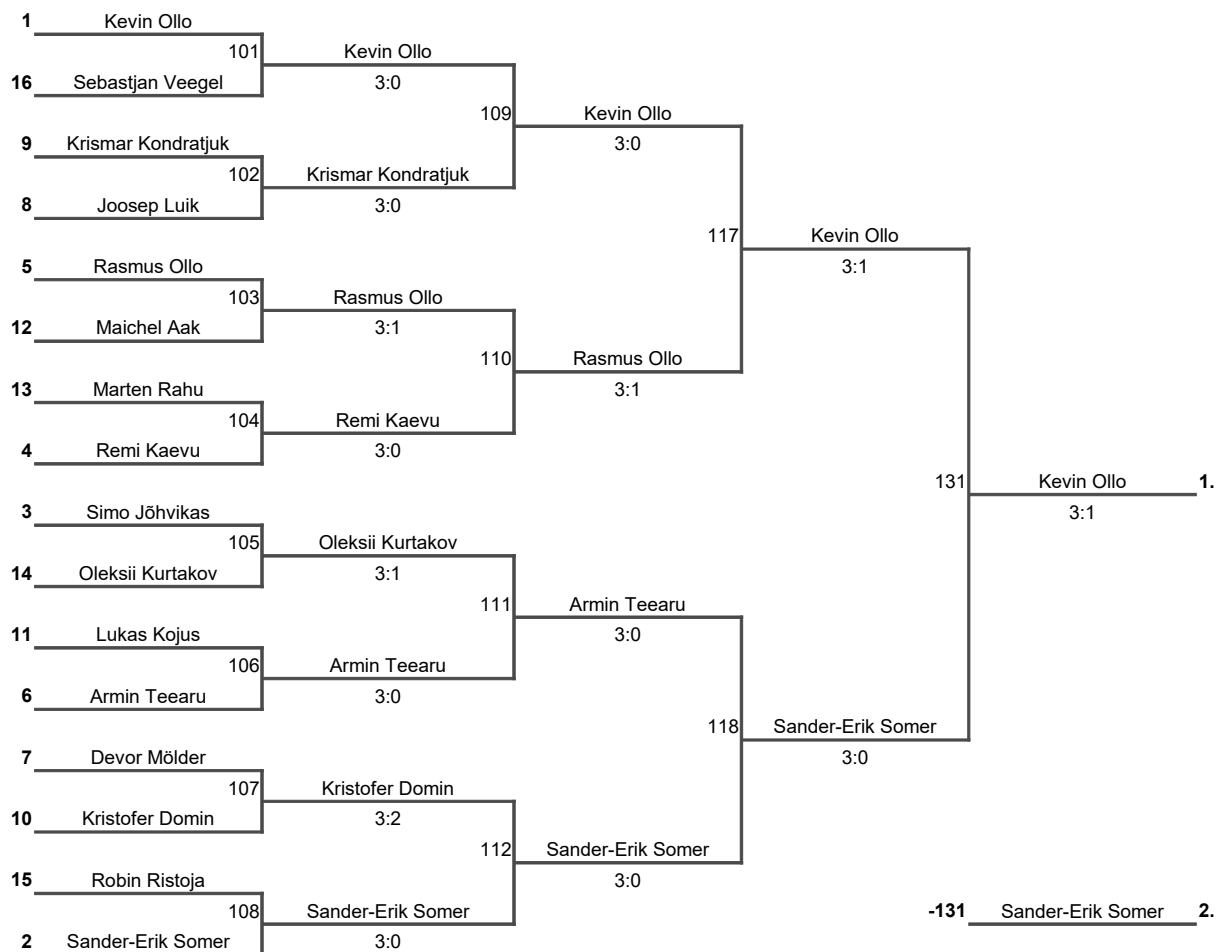 1 Kevin Ollo
101 Kevin Ollo
16 Sebastjan Veegel 3:0
109 Kevin Ollo
9 Krismar Kondratjuk 3:0
102 Krismar Kondratjuk
8 Joosep Luik 3:0
117 Kevin Ollo
5 Rasmus Ollo 3:1
103 Rasmus Ollo
12 Maichel Aak 3:1
110 Rasmus Ollo
13 Marten Rahu 3:1
104 Remi Kaevu
4 Remi Kaevu 3:0
131 Kevin Ollo 1.
3 Simo Jõhvikas 3:1
105 Oleksii Kurtakov
14 Oleksii Kurtakov 3:1
111 Armin Teearu
11 Lukas Kojus 3:0
106 Armin Teearu
6 Armin Teearu 3:0
118 Sander-Erik Somer
7 Devor Mölder 3:0
107 Kristofer Domin
10 Kristofer Domin 3:2
112 Sander-Erik Somer
15 Robin Ristoja 3:0
108 Sander-Erik Somer -131 Sander-Erik Somer 2.
2 Sander-Erik Somer 3:0